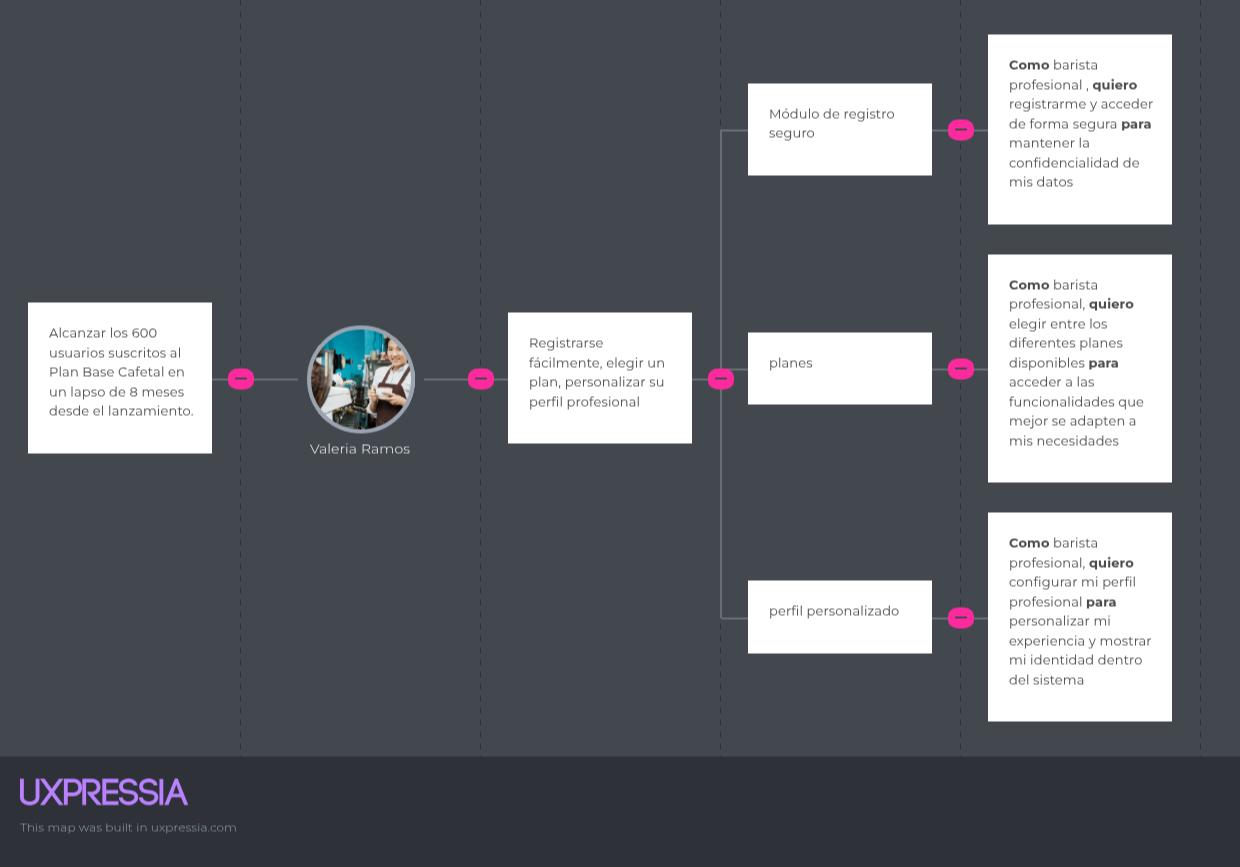 Alcanzar los 600
usuarios suscritos al
Plan Base Cafetal en
un lapso de 8 meses
desde el lanzamiento.
Valeria Ramos
Registrarse
fácilmente, elegir un
plan, personalizar su
perfil profesional
Módulo de registro
seguro
Como barista
profesional , quiero
registrarme y acceder
de forma segura para
mantener la
confidencialidad de
mis datos
planes
Como barista
profesional, quiero
elegir entre los
diferentes planes
disponibles para
acceder a las
funcionalidades que
mejor se adapten a
mis necesidades
perfil personalizado
Como barista
profesional, quiero
configurar mi perfil
profesional para
personalizar mi
experiencia y mostrar
mi identidad dentro
del sistema
UXPRESSIA
This map was built in uxpressia.com